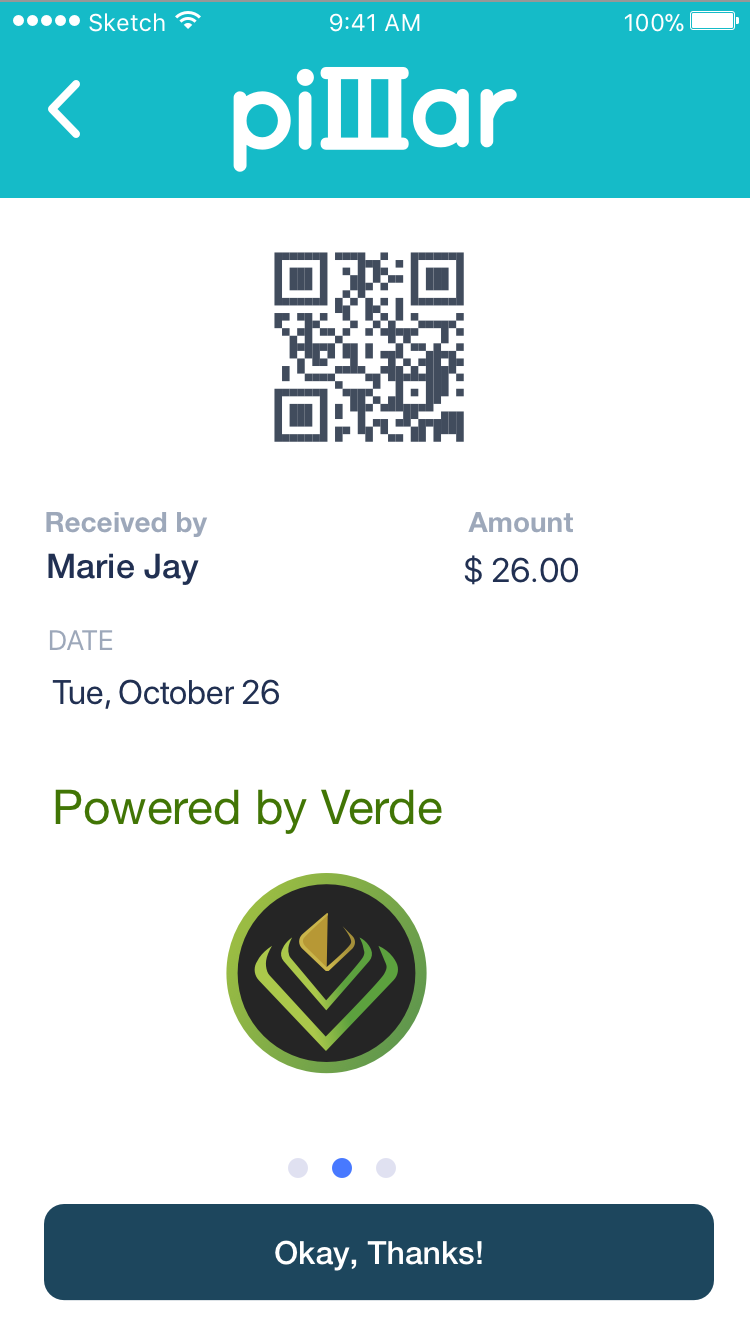 Sketch 9:41 AM 100%
pillar
Received by Amount
Marie Jay $ 26.00
DATE
Tue, October 26
Powered by Verde
Okay, Thanks!